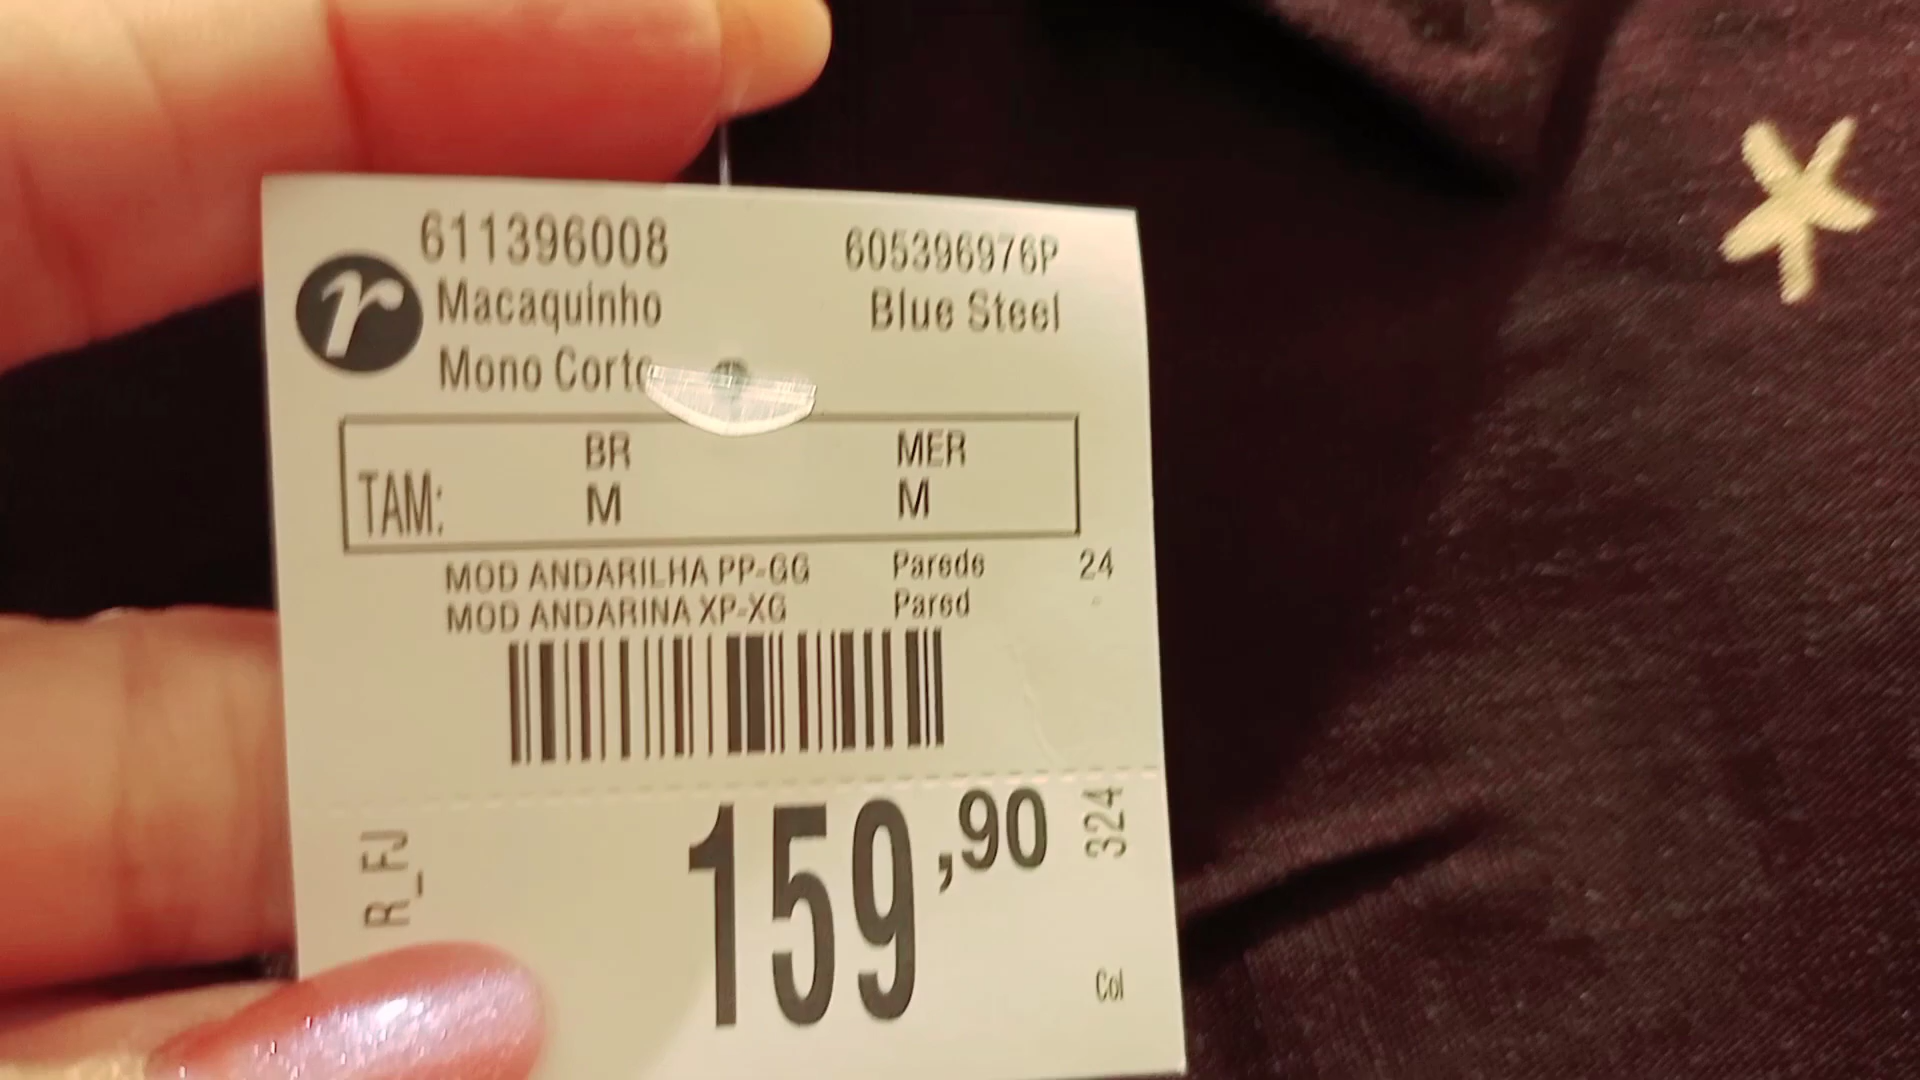 611396008 605396976P
r
Macaquinho Blue Steel
Mono Corto
BR MER
TAM: M M
MOD ANDARILHA PP-GG Parede 24
MOD ANDARINA XP-XG Pared -
159,90
R_FJ
324
Col